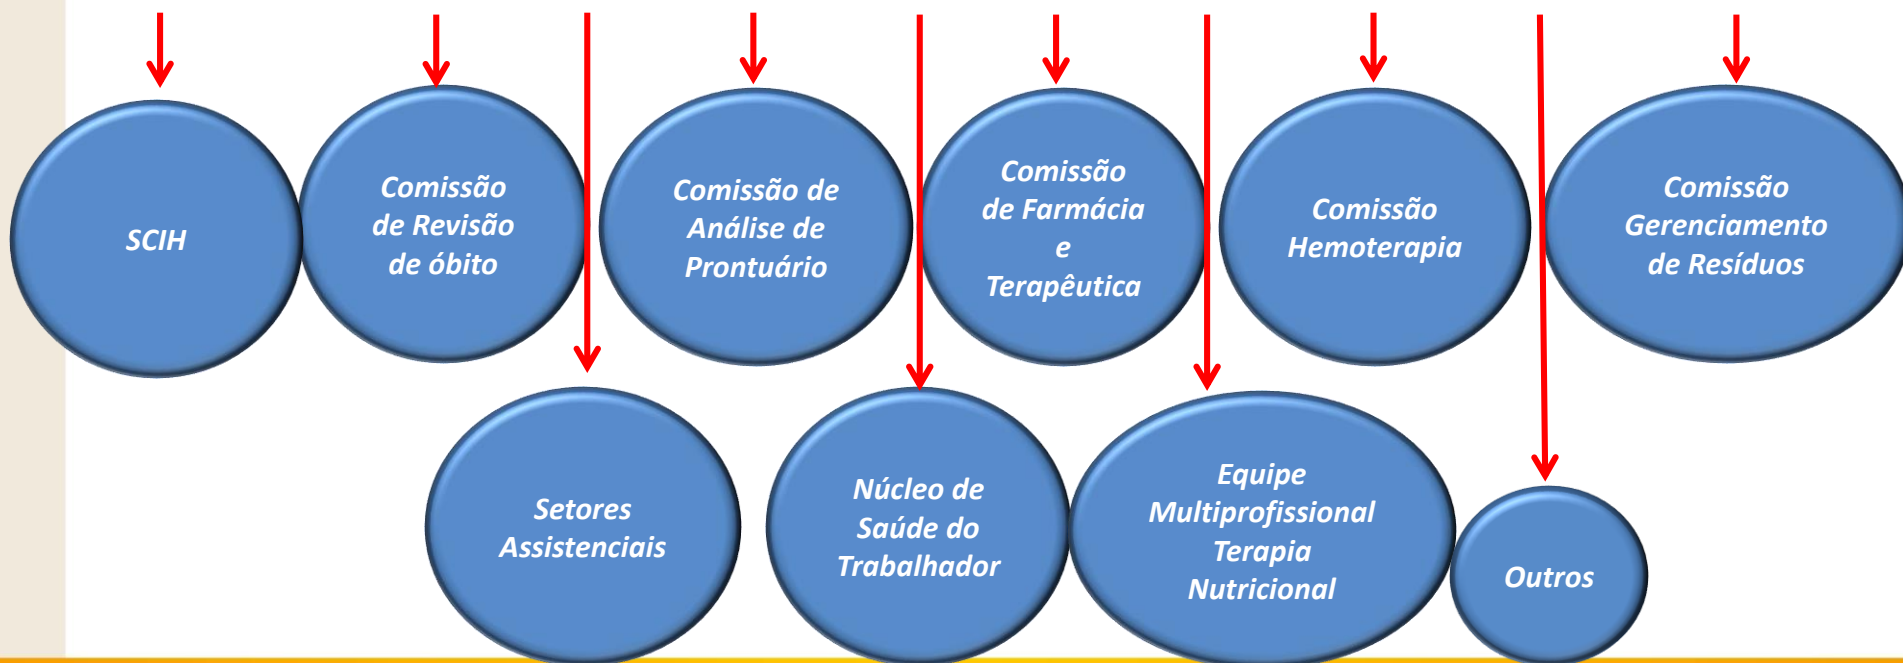 SCIH
Comissão
de Revisão
de óbito
Comissão de
Análise de
Prontuário
Comissão
de Farmácia
e
Terapêutica
Comissão
Hemoterapia
Comissão
Gerenciamento
de Resíduos
Setores
Assistenciais
Núcleo de
Saúde do
Trabalhador
Equipe
Multiprofissional
Terapia
Nutricional
Outros